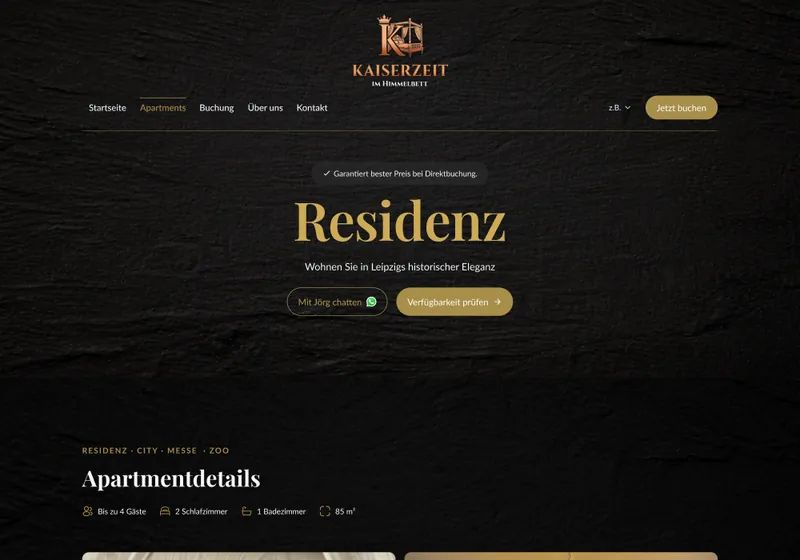 KAISERZEIT
IM HIMMELBETT
Startseite Apartments Buchung Über uns Kontakt z.B. Jetzt buchen
Garantiert bester Preis bei Direktbuchung.
Residenz
Wohnen Sie in Leipzigs historischer Eleganz
Mit Jörg chatten Verfügbarkeit prüfen
RESIDENZ · CITY · MESSE · ZOO
Apartmentdetails
Bis zu 4 Gäste 2 Schlafzimmer 1 Badezimmer 85 m²